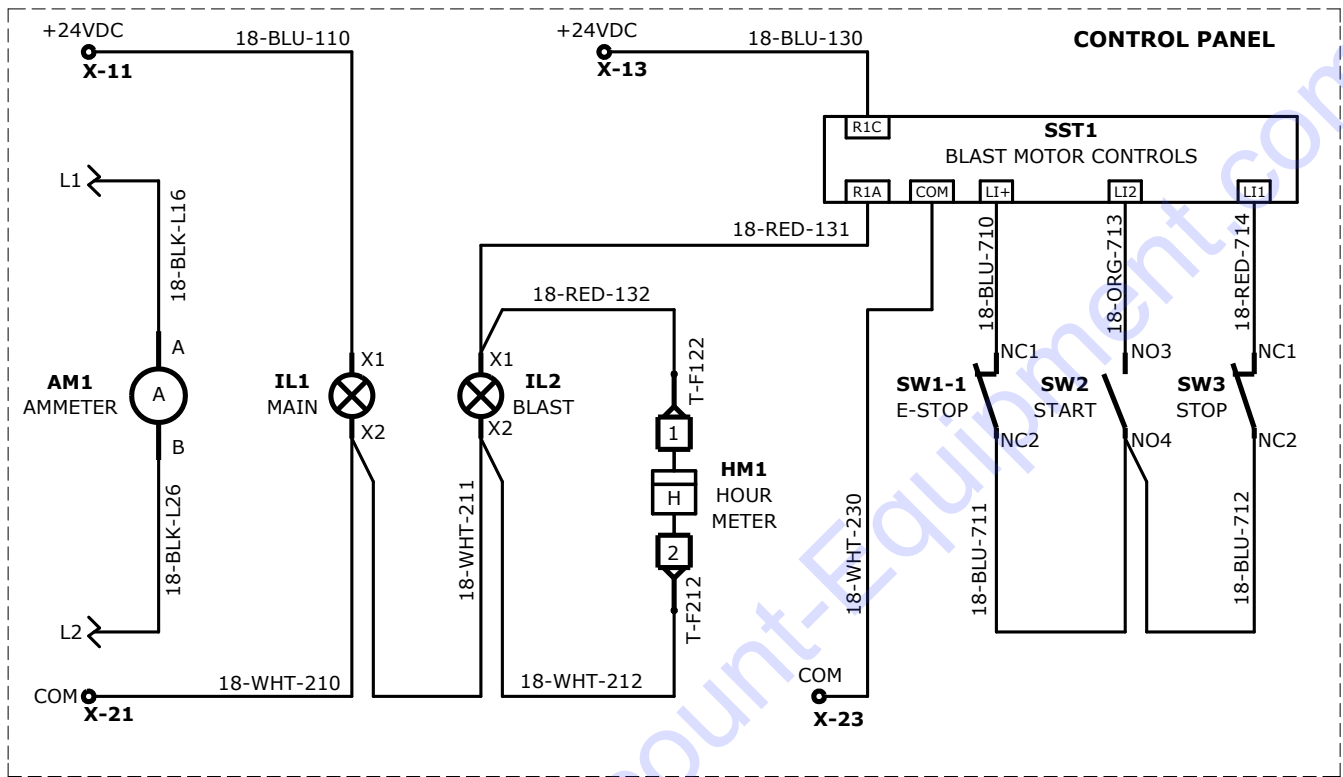 +24VDC
X-11
18-BLU-110
+24VDC
X-13
18-BLU-130
CONTROL PANEL
R1C
SST1
BLAST MOTOR CONTROLS
R1A
COM
LI+
LI2
LI1
L1
18-BLK-L16
18-RED-131
18-BLU-710
18-ORG-713
18-RED-714
18-RED-132
A
AM1
AMMETER
A
B
X1
IL1
MAIN
X2
X1
IL2
BLAST
X2
T-F122
1
H
HM1
HOUR
METER
2
T-F212
NC1
SW1-1
E-STOP
NC2
NO3
SW2
START
NO4
NC1
SW3
STOP
NC2
18-BLK-L26
18-WHT-211
18-WHT-230
18-BLU-711
18-BLU-712
L2
COM
X-21
18-WHT-210
18-WHT-212
COM
X-23
ount-Equipment.com